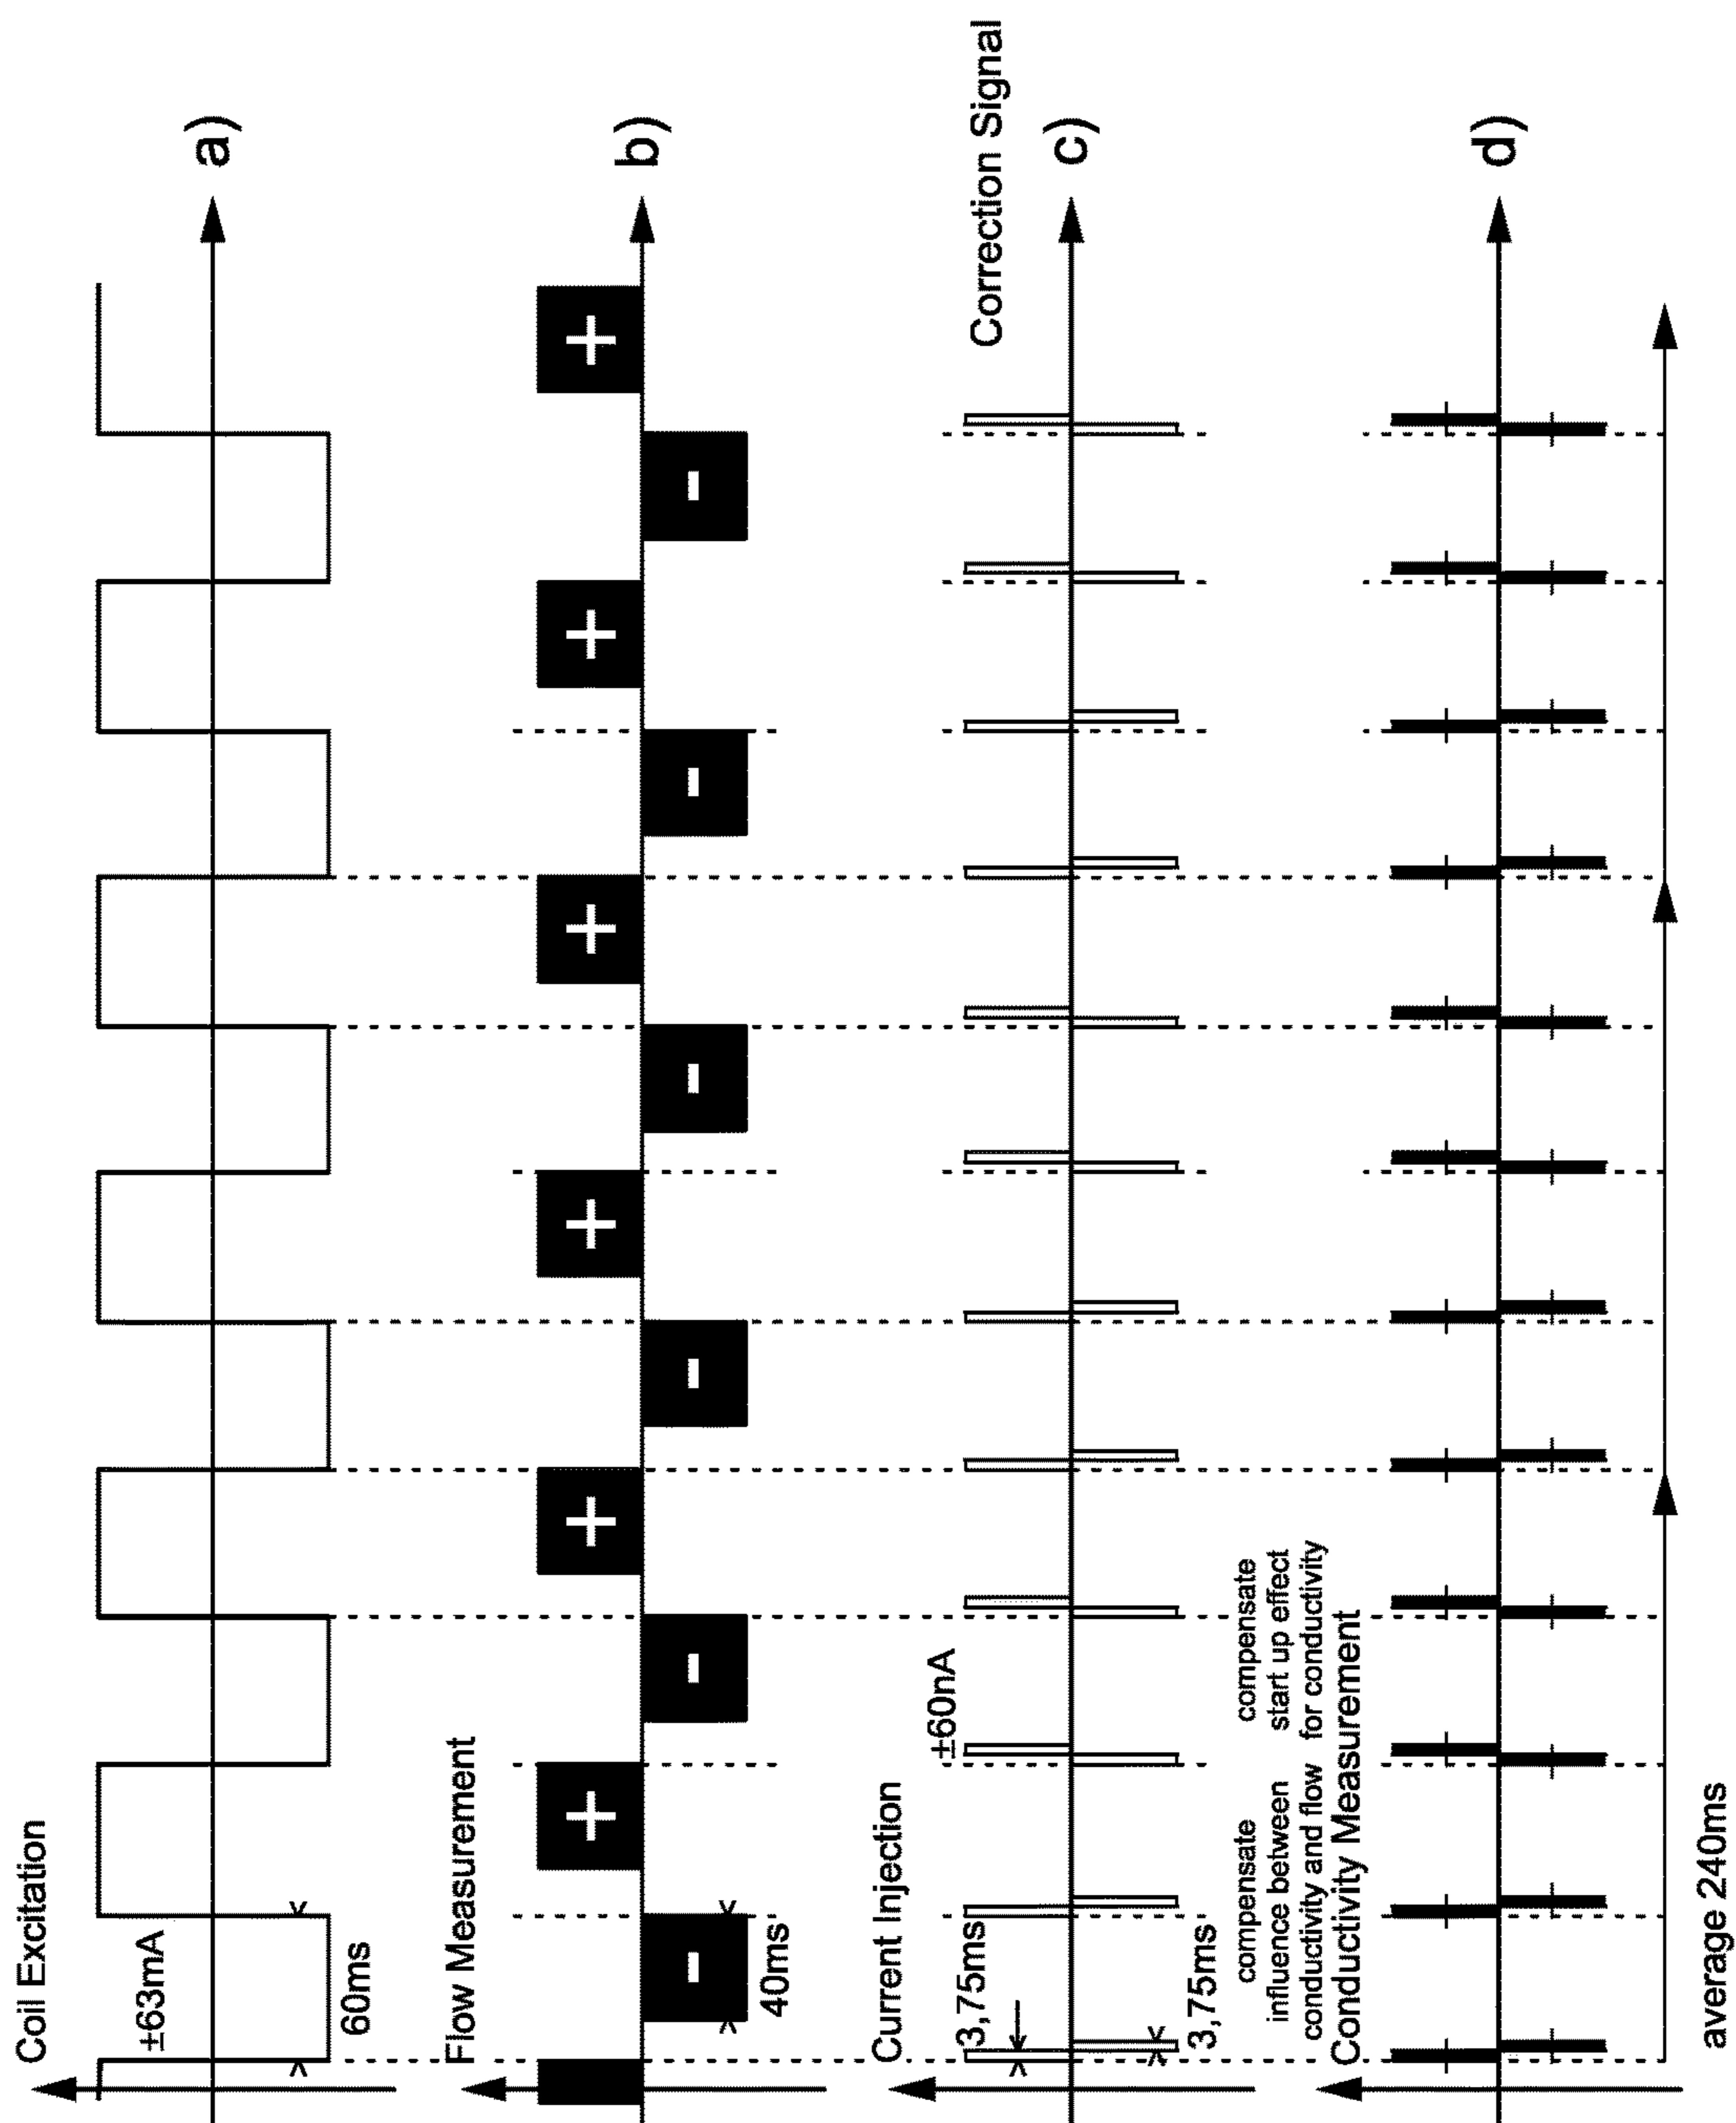 Coil Excitation
±63mA
60ms
a)
Flow Measurement
+
-
+
-
+
-
+
-
+
-
+
-
+
40ms
b)
Current Injection
3,75ms
±60nA
Correction Signal
3,75ms
c)
compensate
influence between
conductivity and flow
compensate
start up effect
for conductivity
Conductivity Measurement
d)
average 240ms